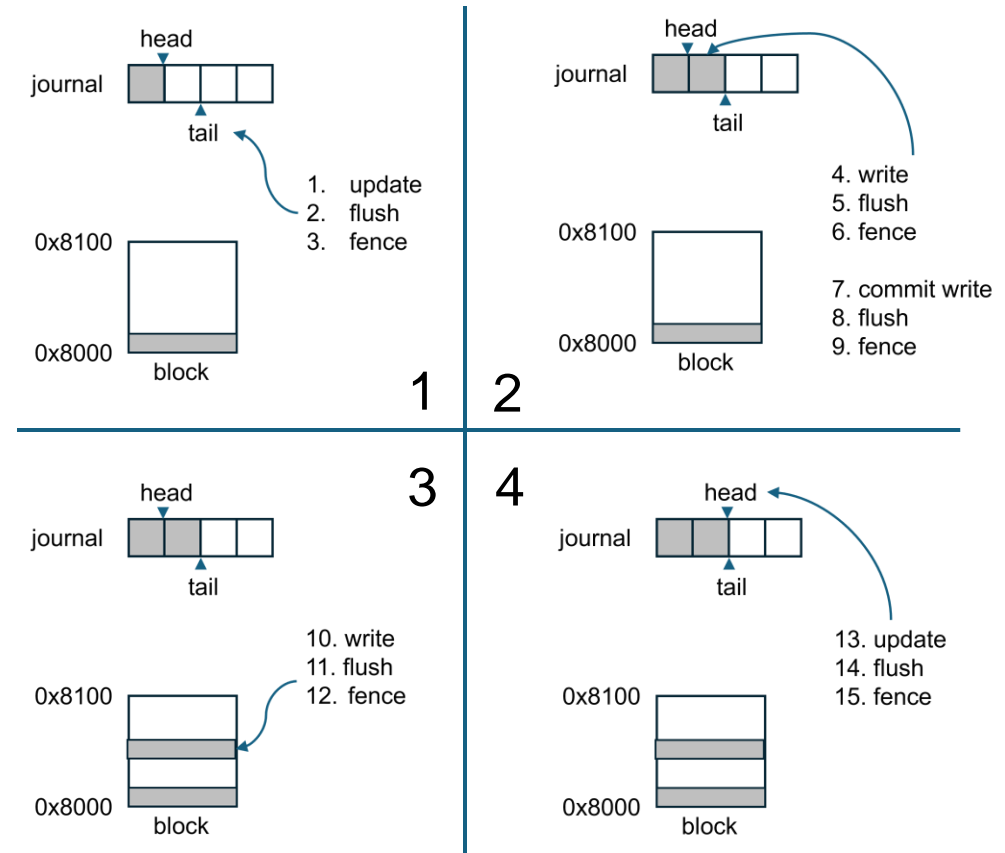 head
journal
tail
1. update
2. flush
3. fence
0x8100
0x8000
block
1
head
journal
tail
4. write
5. flush
6. fence
0x8100
7. commit write
8. flush
9. fence
0x8000
block
2
3
head
journal
tail
10. write
11. flush
12. fence
0x8100
0x8000
block
4
head
journal
tail
13. update
14. flush
15. fence
0x8100
0x8000
block